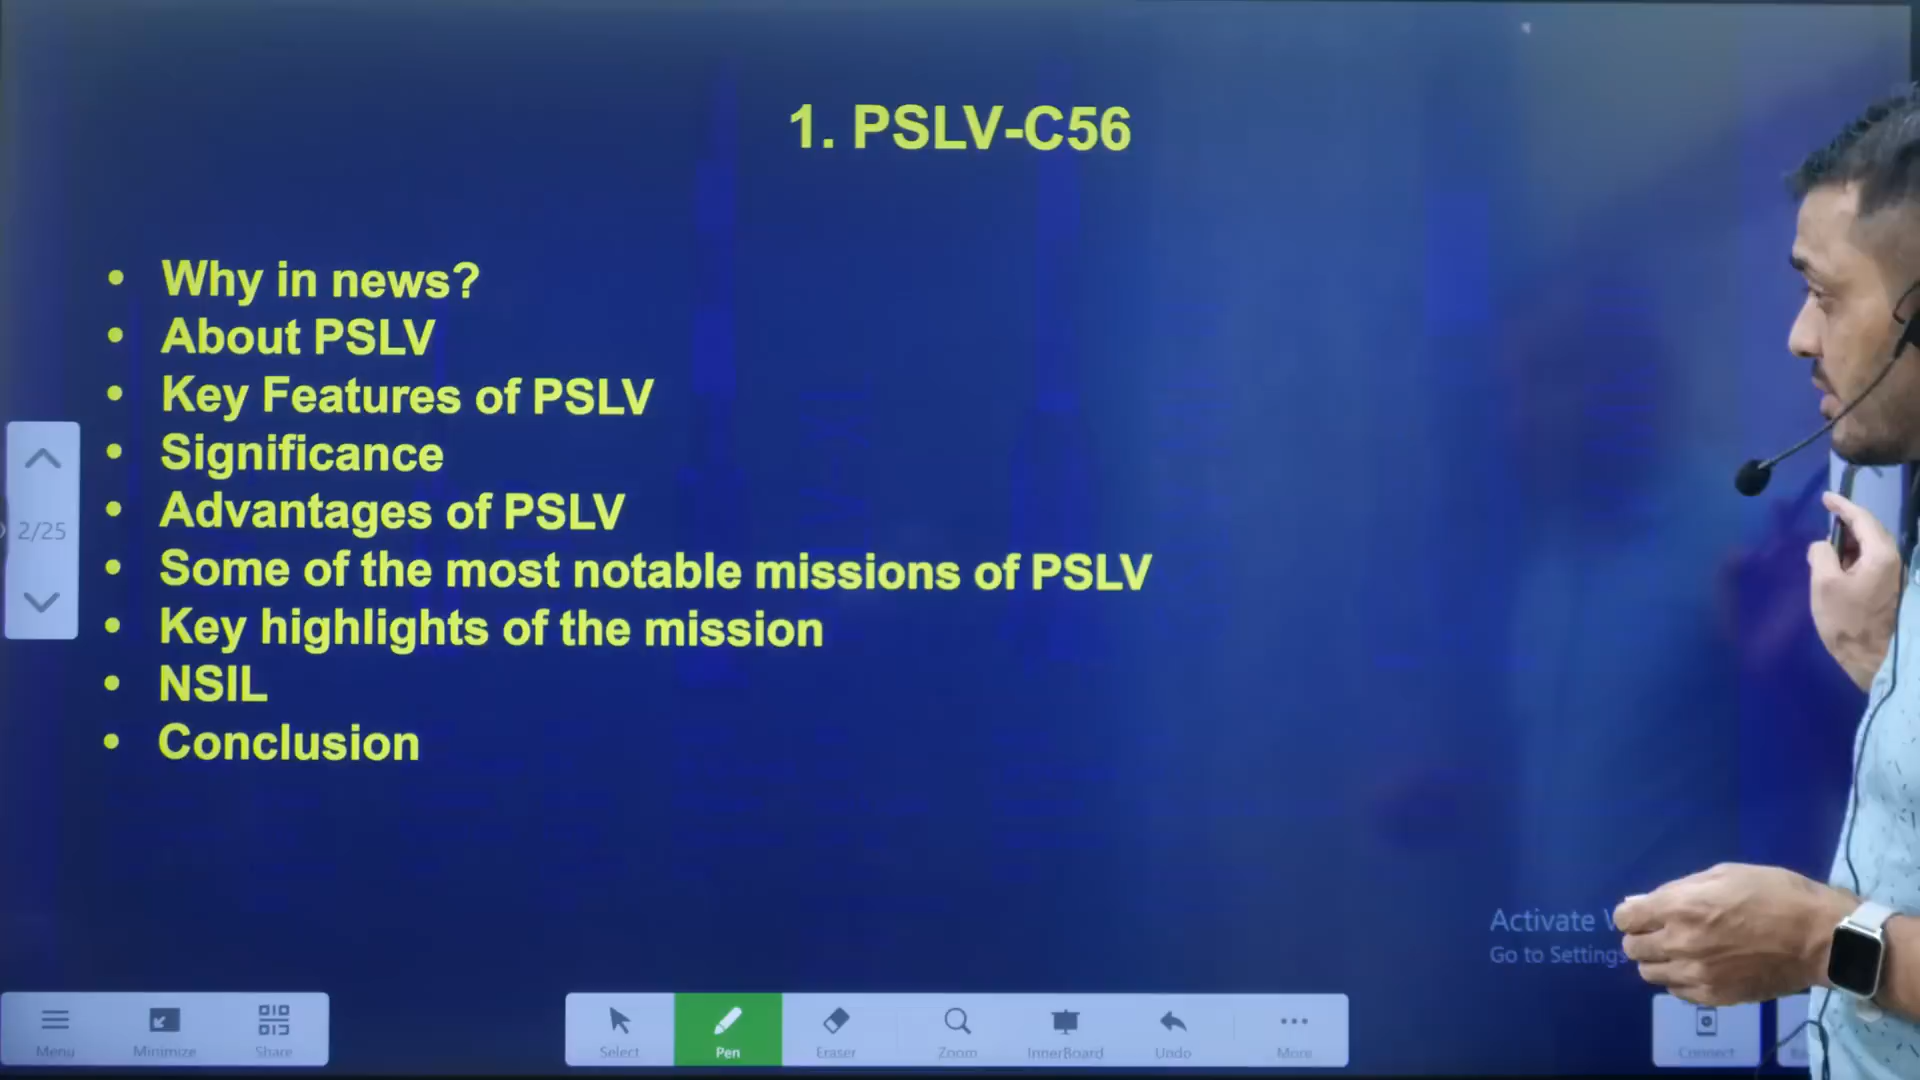 1. PSLV-C56
• Why in news?
• About PSLV
• Key Features of PSLV
• Significance
• Advantages of PSLV
• Some of the most notable missions of PSLV
• Key highlights of the mission
• NSIL
• Conclusion
2/25
Activate
Go to Settings
Menu
Minimize
Share
Select
Pen
Eraser
Zoom
InnerBoard
Undo
More
Connect